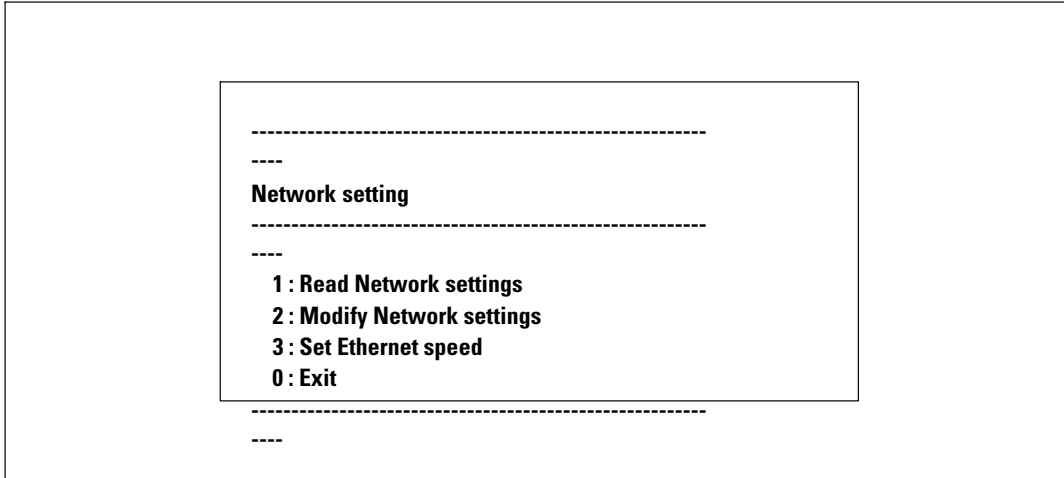 --------------------------------------------------------
----
Network setting
--------------------------------------------------------
----
1 : Read Network settings
2 : Modify Network settings
3 : Set Ethernet speed
0 : Exit
--------------------------------------------------------
----